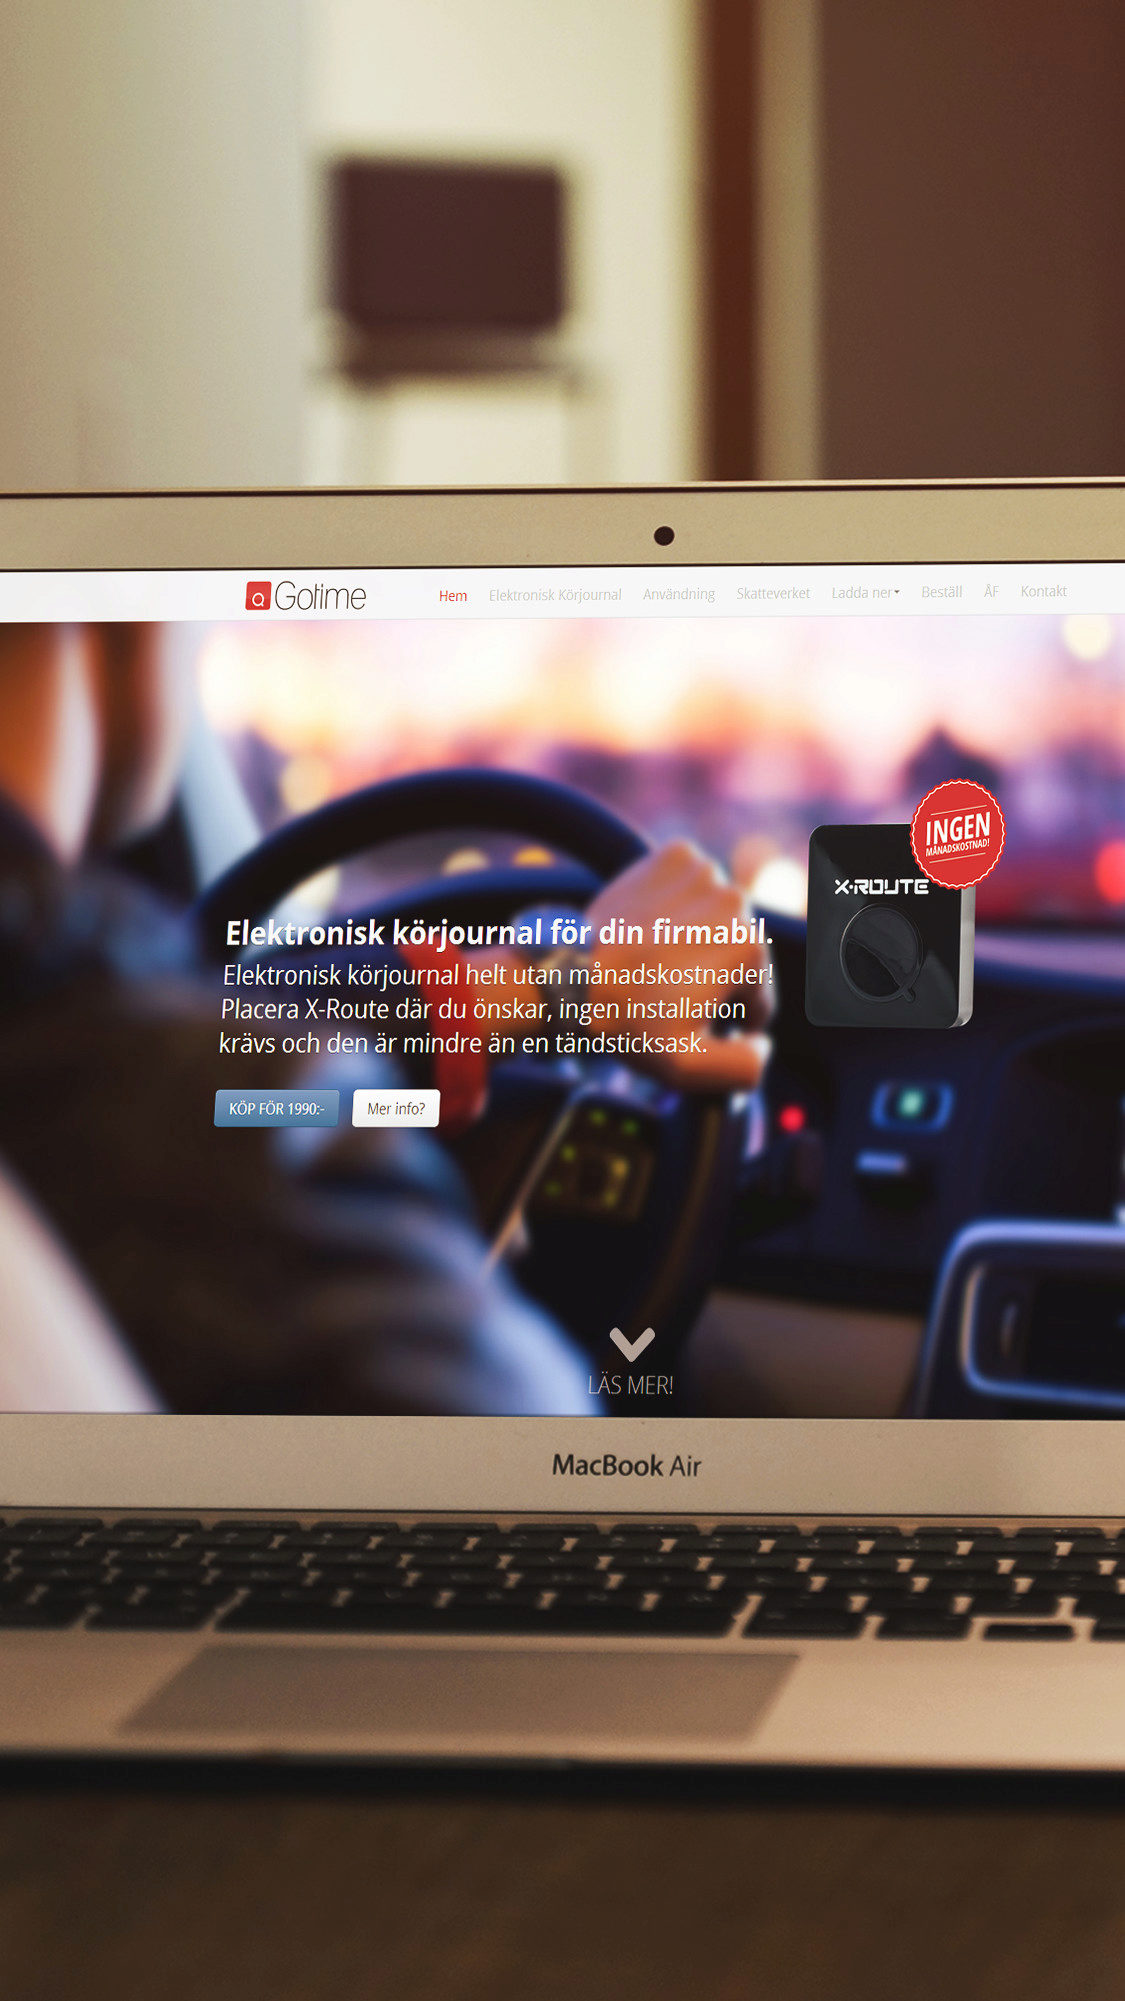 Gotime
Hem Elektronisk Körjournal Användning Skatteverket Ladda ner Beställ ÅF Kontakt
INGEN
MÅNADSKOSTNAD!
X-ROUTE
Elektronisk körjournal för din firmabil.
Elektronisk körjournal helt utan månadskostnader!
Placera X-Route där du önskar, ingen installation
krävs och den är mindre än en tändsticksask.
KÖP FÖR 1990:- Mer info?
LÄS MER!
MacBook Air